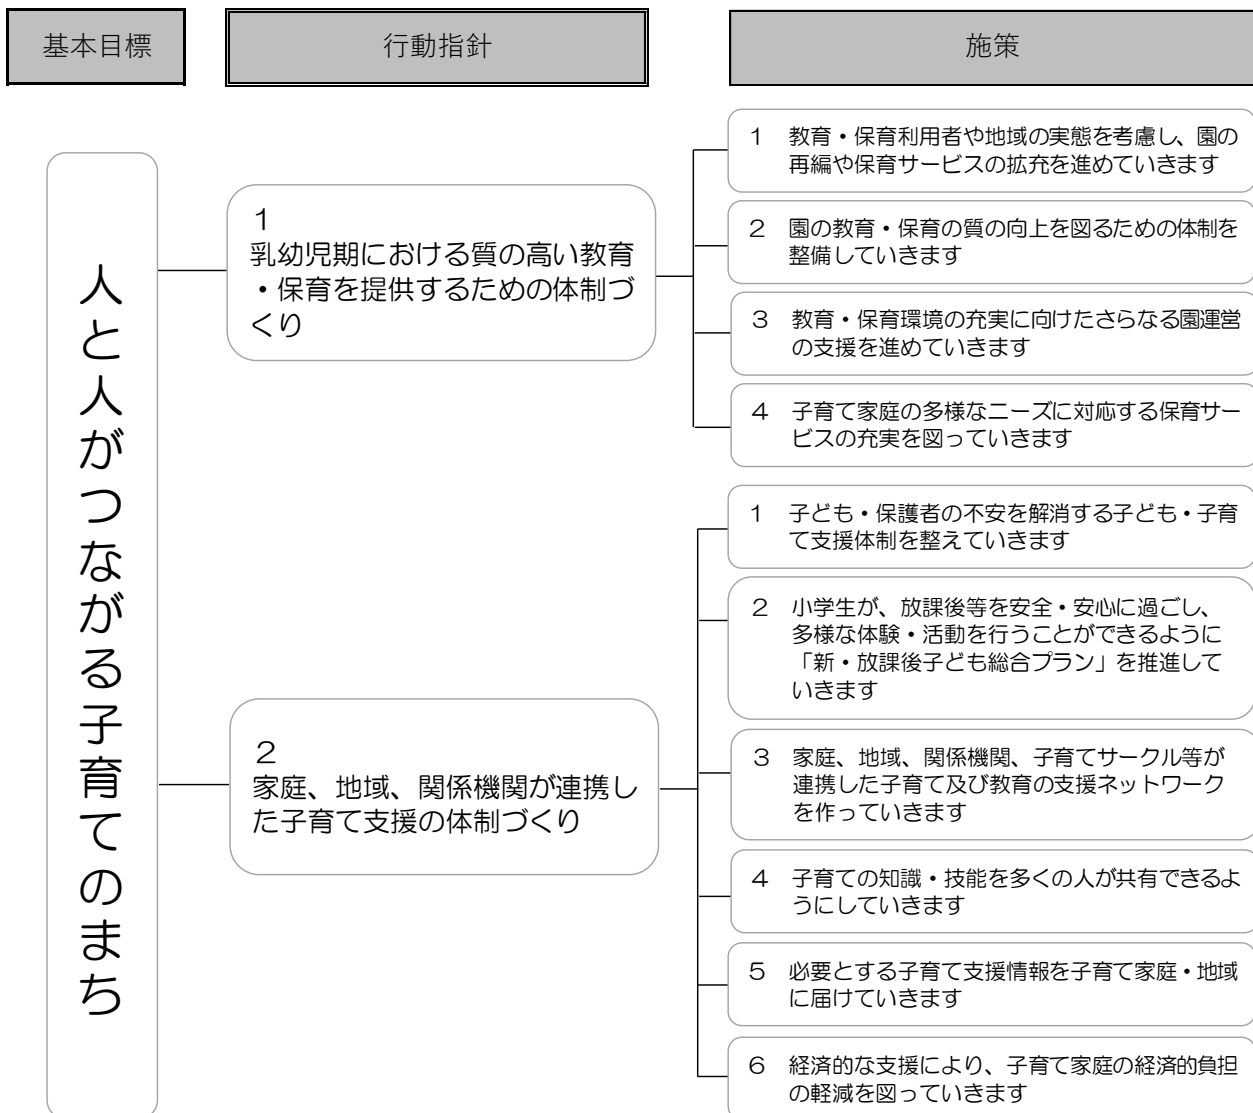 基本目標
行動指針
施策
人と人がつながる子育てのまち
1
乳幼児期における質の高い教育
・保育を提供するための体制づ
くり
1　教育・保育利用者や地域の実態を考慮し、園の
再編や保育サービスの拡充を進めていきます
2　園の教育・保育の質の向上を図るための体制を
整備していきます
3　教育・保育環境の充実に向けたさらなる園運営
の支援を進めていきます
4　子育て家庭の多様なニーズに対応する保育サー
ビスの充実を図っていきます
2
家庭、地域、関係機関が連携し
た子育て支援の体制づくり
1　子ども・保護者の不安を解消する子ども・子育
て支援体制を整えていきます
2　小学生が、放課後等を安全・安心に過ごし、
多様な体験・活動を行うことができるように
「新・放課後子ども総合プラン」を推進して
いきます
3　家庭、地域、関係機関、子育てサークル等が
連携した子育て及び教育の支援ネットワーク
を作っていきます
4　子育ての知識・技能を多くの人が共有できるよ
うにしていきます
5　必要とする子育て支援情報を子育て家庭・地域
に届けていきます
6　経済的な支援により、子育て家庭の経済的負担
の軽減を図っていきます